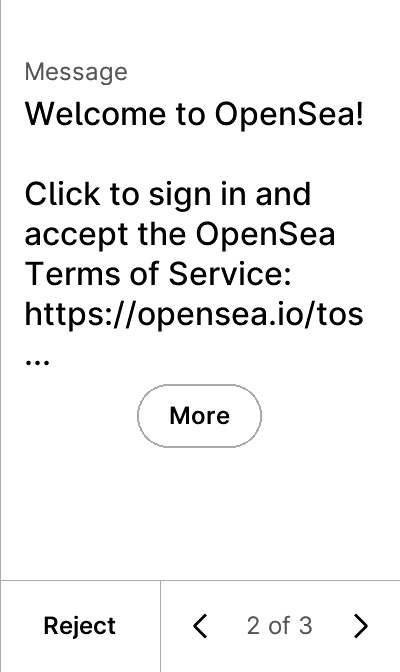 Message
Welcome to OpenSea!
Click to sign in and
accept the OpenSea
Terms of Service:
https://opensea.io/tos
...
More
Reject
2 of 3